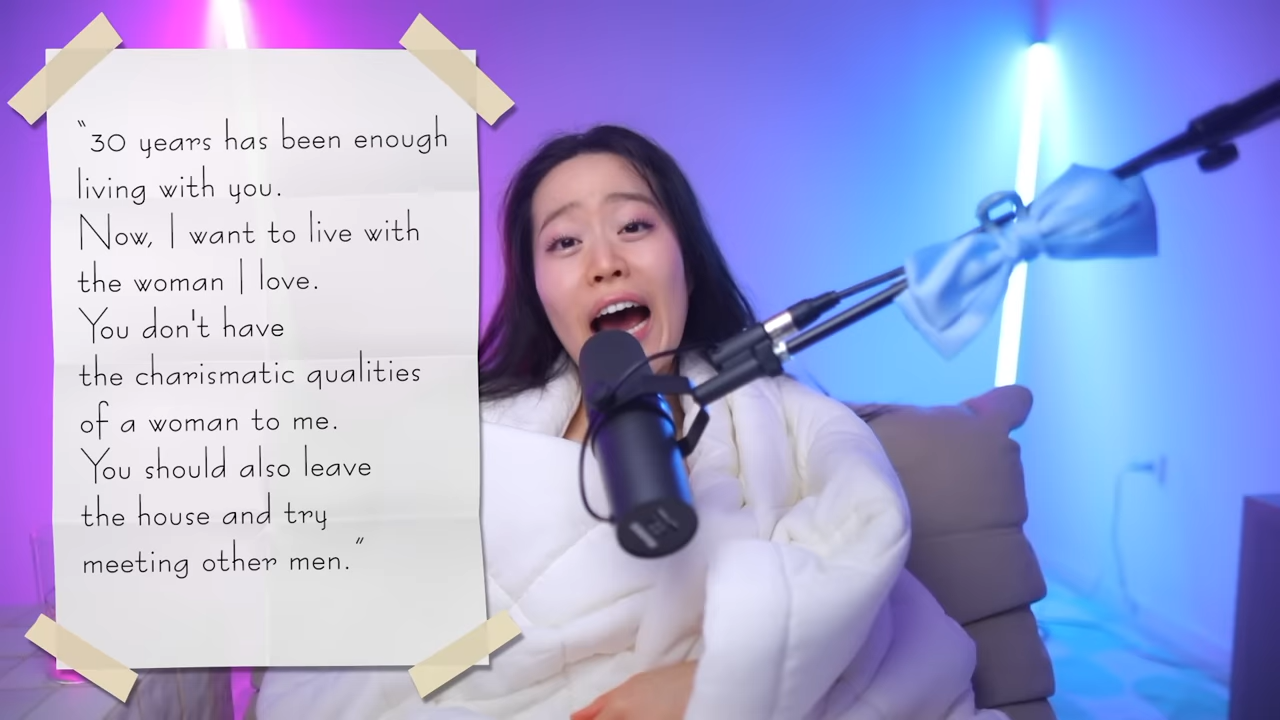 "30 years has been enough
living with you.
Now, I want to live with
the woman I love.
You don't have
the charismatic qualities
of a woman to me.
You should also leave
the house and try
meeting other men."